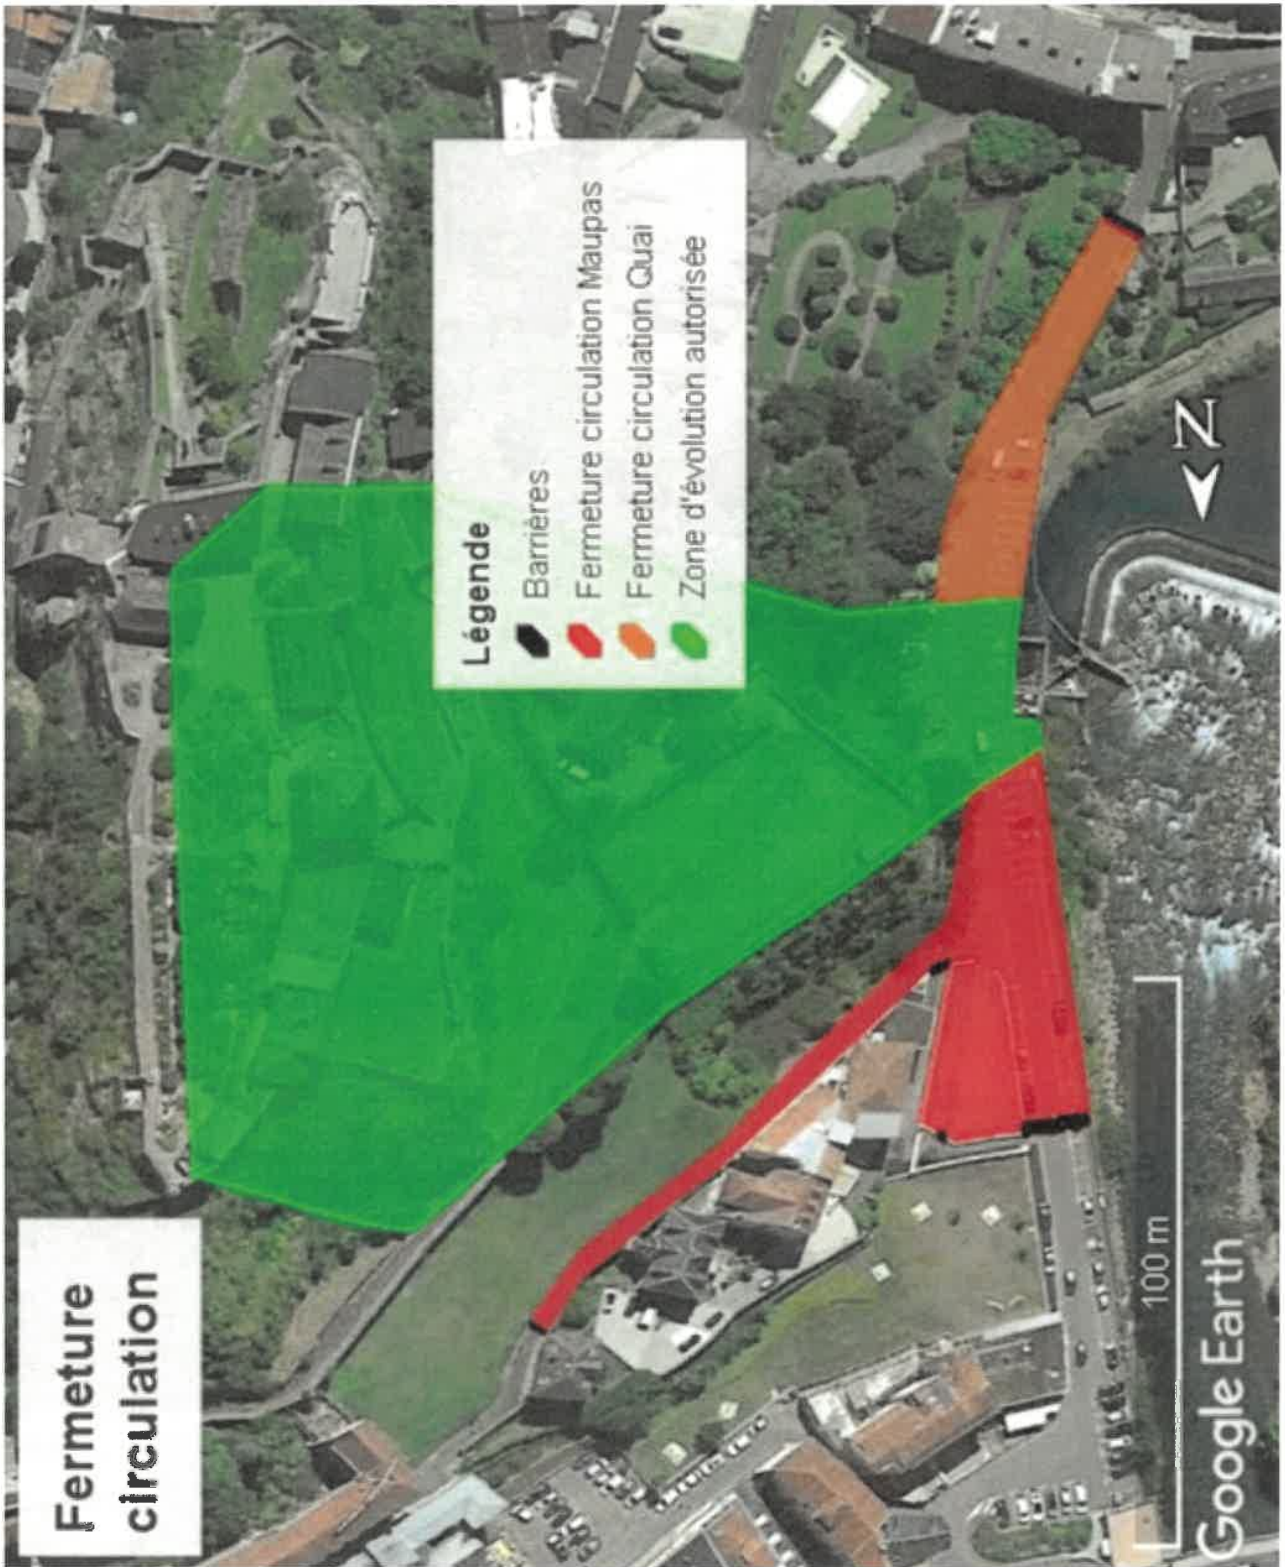 Fermeture
circulation
Légende
Barrières
Fermeture circulation Maupas
Fermeture circulation Quai
Zone d'évolution autorisée
N
100 m
Google Earth